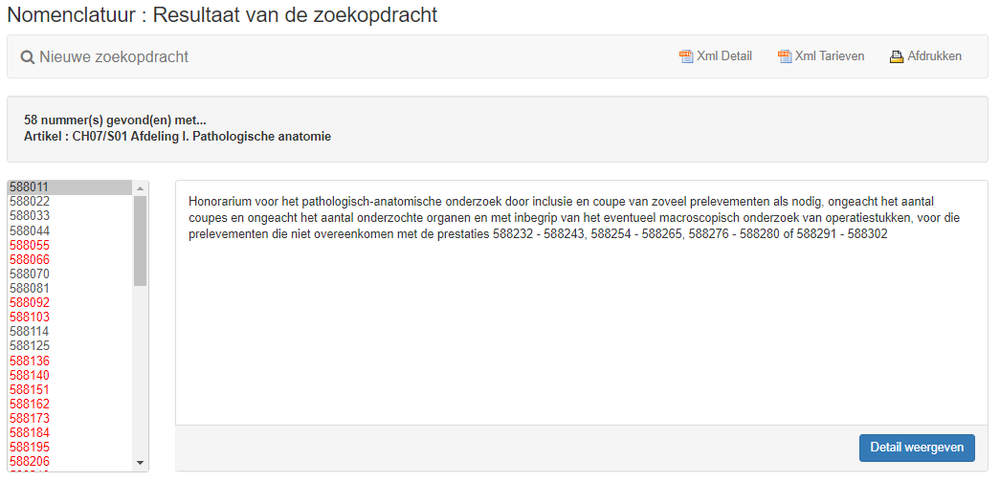 Nomenclatuur : Resultaat van de zoekopdracht
Nieuwe zoekopdracht
Xml Detail
Xml Tarieven
Afdrukken
58 nummer(s) gevond(en) met...
Artikel : CH07/S01 Afdeling I. Pathologische anatomie
588011
588022
588033
588044
588055
588066
588070
588081
588092
588103
588114
588125
588136
588140
588151
588162
588173
588184
588195
588206
Honorarium voor het pathologisch-anatomische onderzoek door inclusie en coupe van zoveel prelevementen als nodig, ongeacht het aantal
coupes en ongeacht het aantal onderzochte organen en met inbegrip van het eventueel macroscopisch onderzoek van operatiestukken, voor die
prelevementen die niet overeenkomen met de prestaties 588232 - 588243, 588254 - 588265, 588276 - 588280 of 588291 - 588302
Detail weergeven